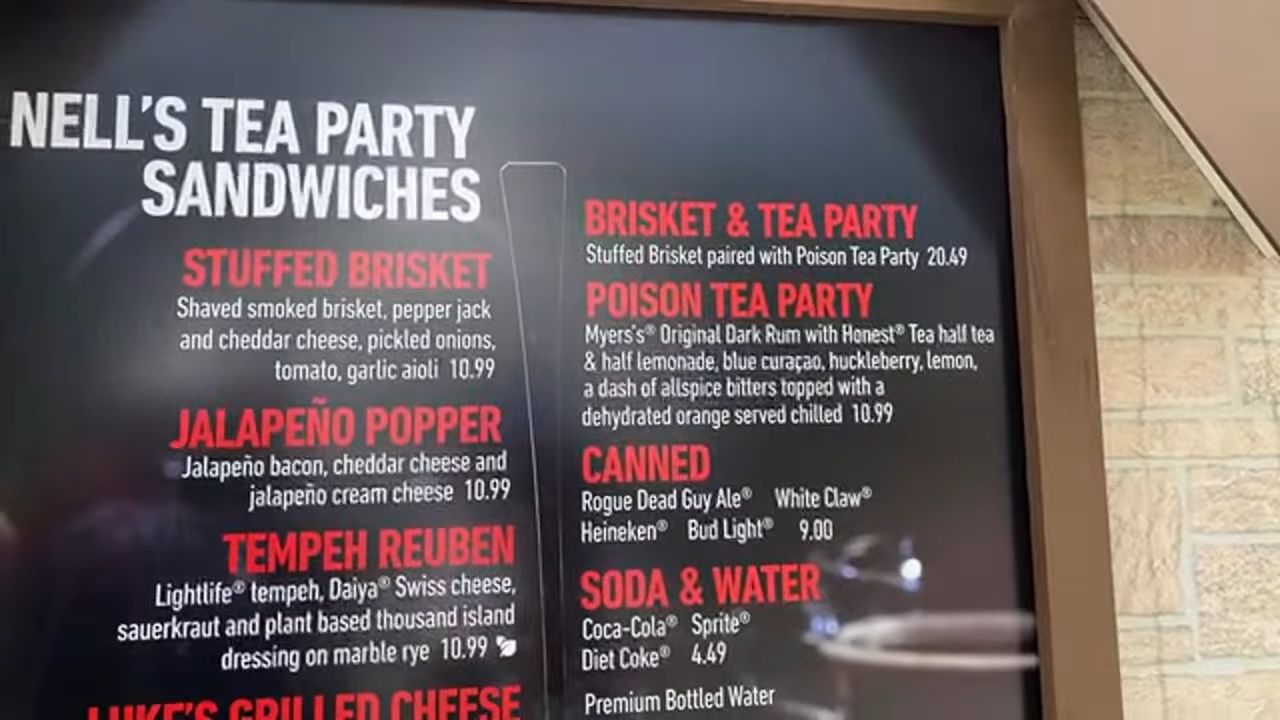 NELL'S TEA PARTY
SANDWICHES
STUFFED BRISKET
Shaved smoked brisket, pepper jack
and cheddar cheese, pickled onions,
tomato, garlic aioli 10.99
JALAPEÑO POPPER
Jalapeño bacon, cheddar cheese and
jalapeño cream cheese 10.99
TEMPEH REUBEN
Lightlife® tempeh, Daiya® Swiss cheese,
sauerkraut and plant based thousand island
dressing on marble rye 10.99
LUKE'S GRILLED CHEESE
BRISKET & TEA PARTY
Stuffed Brisket paired with Poison Tea Party 20.49
POISON TEA PARTY
Myers's® Original Dark Rum with Honest® Tea half tea
& half lemonade, blue curaçao, huckleberry, lemon,
a dash of allspice bitters topped with a
dehydrated orange served chilled 10.99
CANNED
Rogue Dead Guy Ale® White Claw®
Heineken® Bud Light® 9.00
SODA & WATER
Coca-Cola® Sprite®
Diet Coke® 4.49
Premium Bottled Water